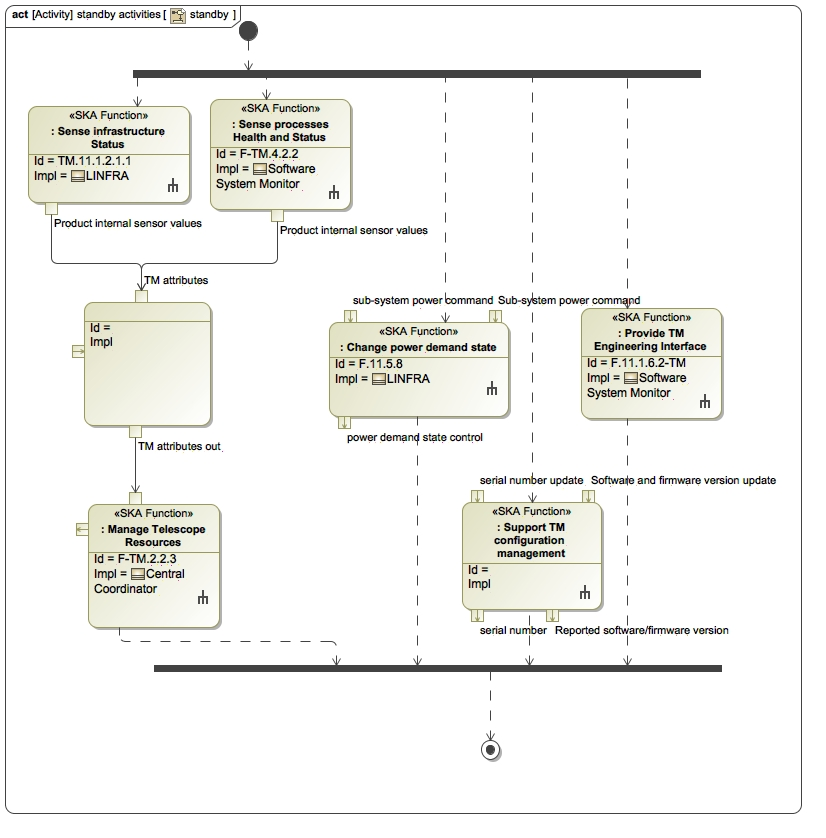 act [Activity] standby activities [ standby ]
«SKA Function»
: Sense infrastructure
Status
Id = TM.11.1.2.1.1
Impl = LINFRA
«SKA Function»
: Sense processes
Health and Status
Id = F-TM.4.2.2
Impl = Software
System Monitor
Product internal sensor values
Product internal sensor values
TM attributes
Id =
Impl
TM attributes out
sub-system power command
Sub-system power command
«SKA Function»
: Change power demand state
Id = F.11.5.8
Impl = LINFRA
power demand state control
«SKA Function»
: Provide TM
Engineering Interface
Id = F.11.1.6.2-TM
Impl = Software
System Monitor
«SKA Function»
: Manage Telescope
Resources
Id = F-TM.2.2.3
Impl = Central
Coordinator
serial number update
Software and firmware version update
«SKA Function»
: Support TM
configuration
management
Id =
Impl
serial number
Reported software/firmware version